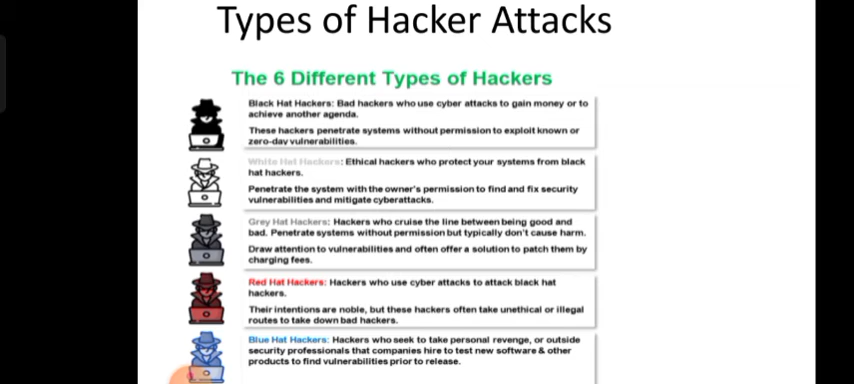 Types of Hacker Attacks
The 6 Different Types of Hackers
Black Hat Hackers: Bad hackers who use cyber attacks to gain money or to
achieve another agenda.
These hackers penetrate systems without permission to exploit known or
zero-day vulnerabilities.
White Hat Hackers: Ethical hackers who protect your systems from black
hat hackers.
Penetrate the system with the owner's permission to find and fix security
vulnerabilities and mitigate cyberattacks.
Grey Hat Hackers: Hackers who cruise the line between being good and
bad. Penetrate systems without permission but typically don't cause harm.
Draw attention to vulnerabilities and often offer a solution to patch them by
charging fees.
Red Hat Hackers: Hackers who use cyber attacks to attack black hat
hackers.
Their intentions are noble, but these hackers often take unethical or illegal
routes to take down bad hackers.
Blue Hat Hackers: Hackers who seek to take personal revenge, or outside
security professionals that companies hire to test new software & other
products to find vulnerabilities prior to release.